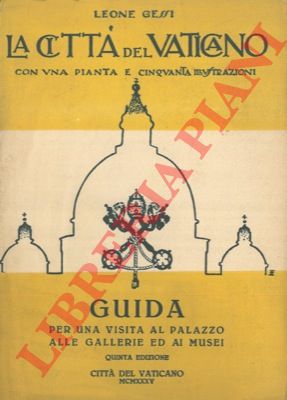 LEONE GESSI
LA CITTÀ DEL VATICANO
CON VNA PIANTA E CINQVANTA ILLVSTRAZIONI
LIBRERIA PIANI
GUIDA
PER UNA VISITA AL PALAZZO
ALLE GALLERIE ED AI MUSEI
QUINTA EDIZIONE
CITTÀ DEL VATICANO
MCMXXXV